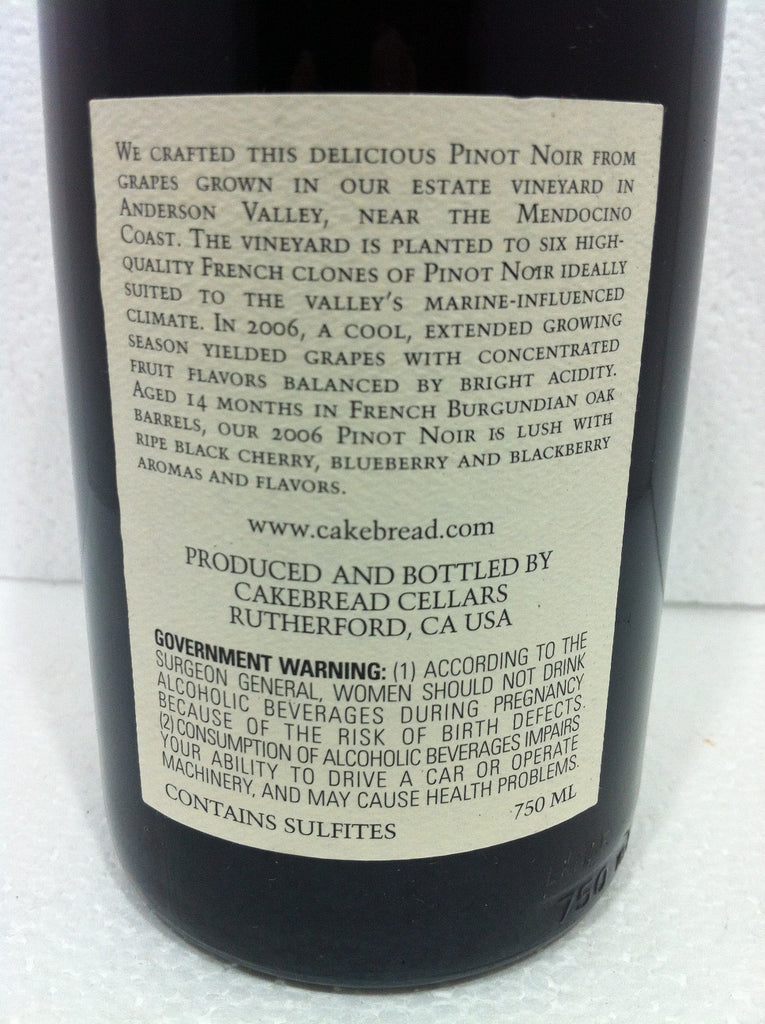 We crafted this delicious Pinot Noir from
grapes grown in our estate vineyard in
Anderson Valley, near the Mendocino
Coast. The vineyard is planted to six high-
quality French clones of Pinot Noir ideally
suited to the valley's marine-influenced
climate. In 2006, a cool, extended growing
season yielded grapes with concentrated
fruit flavors balanced by bright acidity.
Aged 14 months in French Burgundian oak
barrels, our 2006 Pinot Noir is lush with
ripe black cherry, blueberry and blackberry
aromas and flavors.
www.cakebread.com
PRODUCED AND BOTTLED BY
CAKEBREAD CELLARS
RUTHERFORD, CA USA
GOVERNMENT WARNING: (1) ACCORDING TO THE
SURGEON GENERAL, WOMEN SHOULD NOT DRINK
ALCOHOLIC BEVERAGES DURING PREGNANCY
BECAUSE OF THE RISK OF BIRTH DEFECTS.
(2) CONSUMPTION OF ALCOHOLIC BEVERAGES IMPAIRS
YOUR ABILITY TO DRIVE A CAR OR OPERATE
MACHINERY, AND MAY CAUSE HEALTH PROBLEMS.
CONTAINS SULFITES 750 ML
750